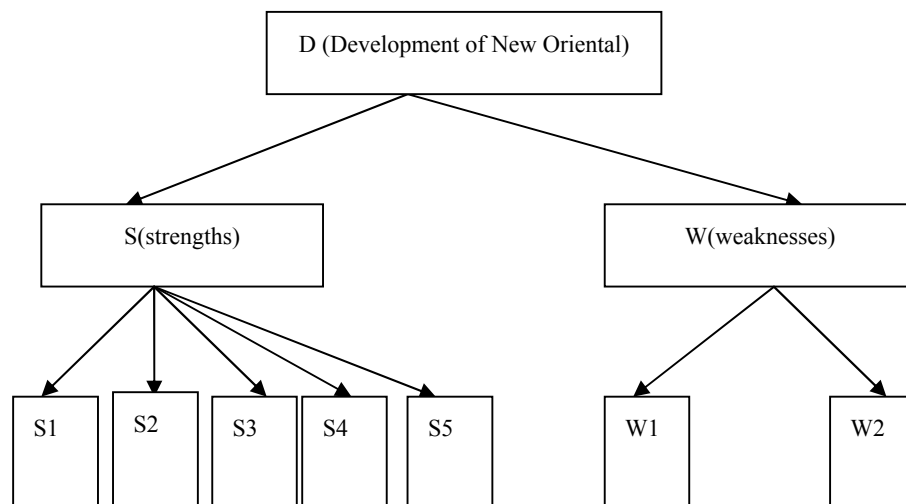 D (Development of New Oriental)
S(strengths)
W(weaknesses)
S1
S2
S3
S4
S5
W1
W2